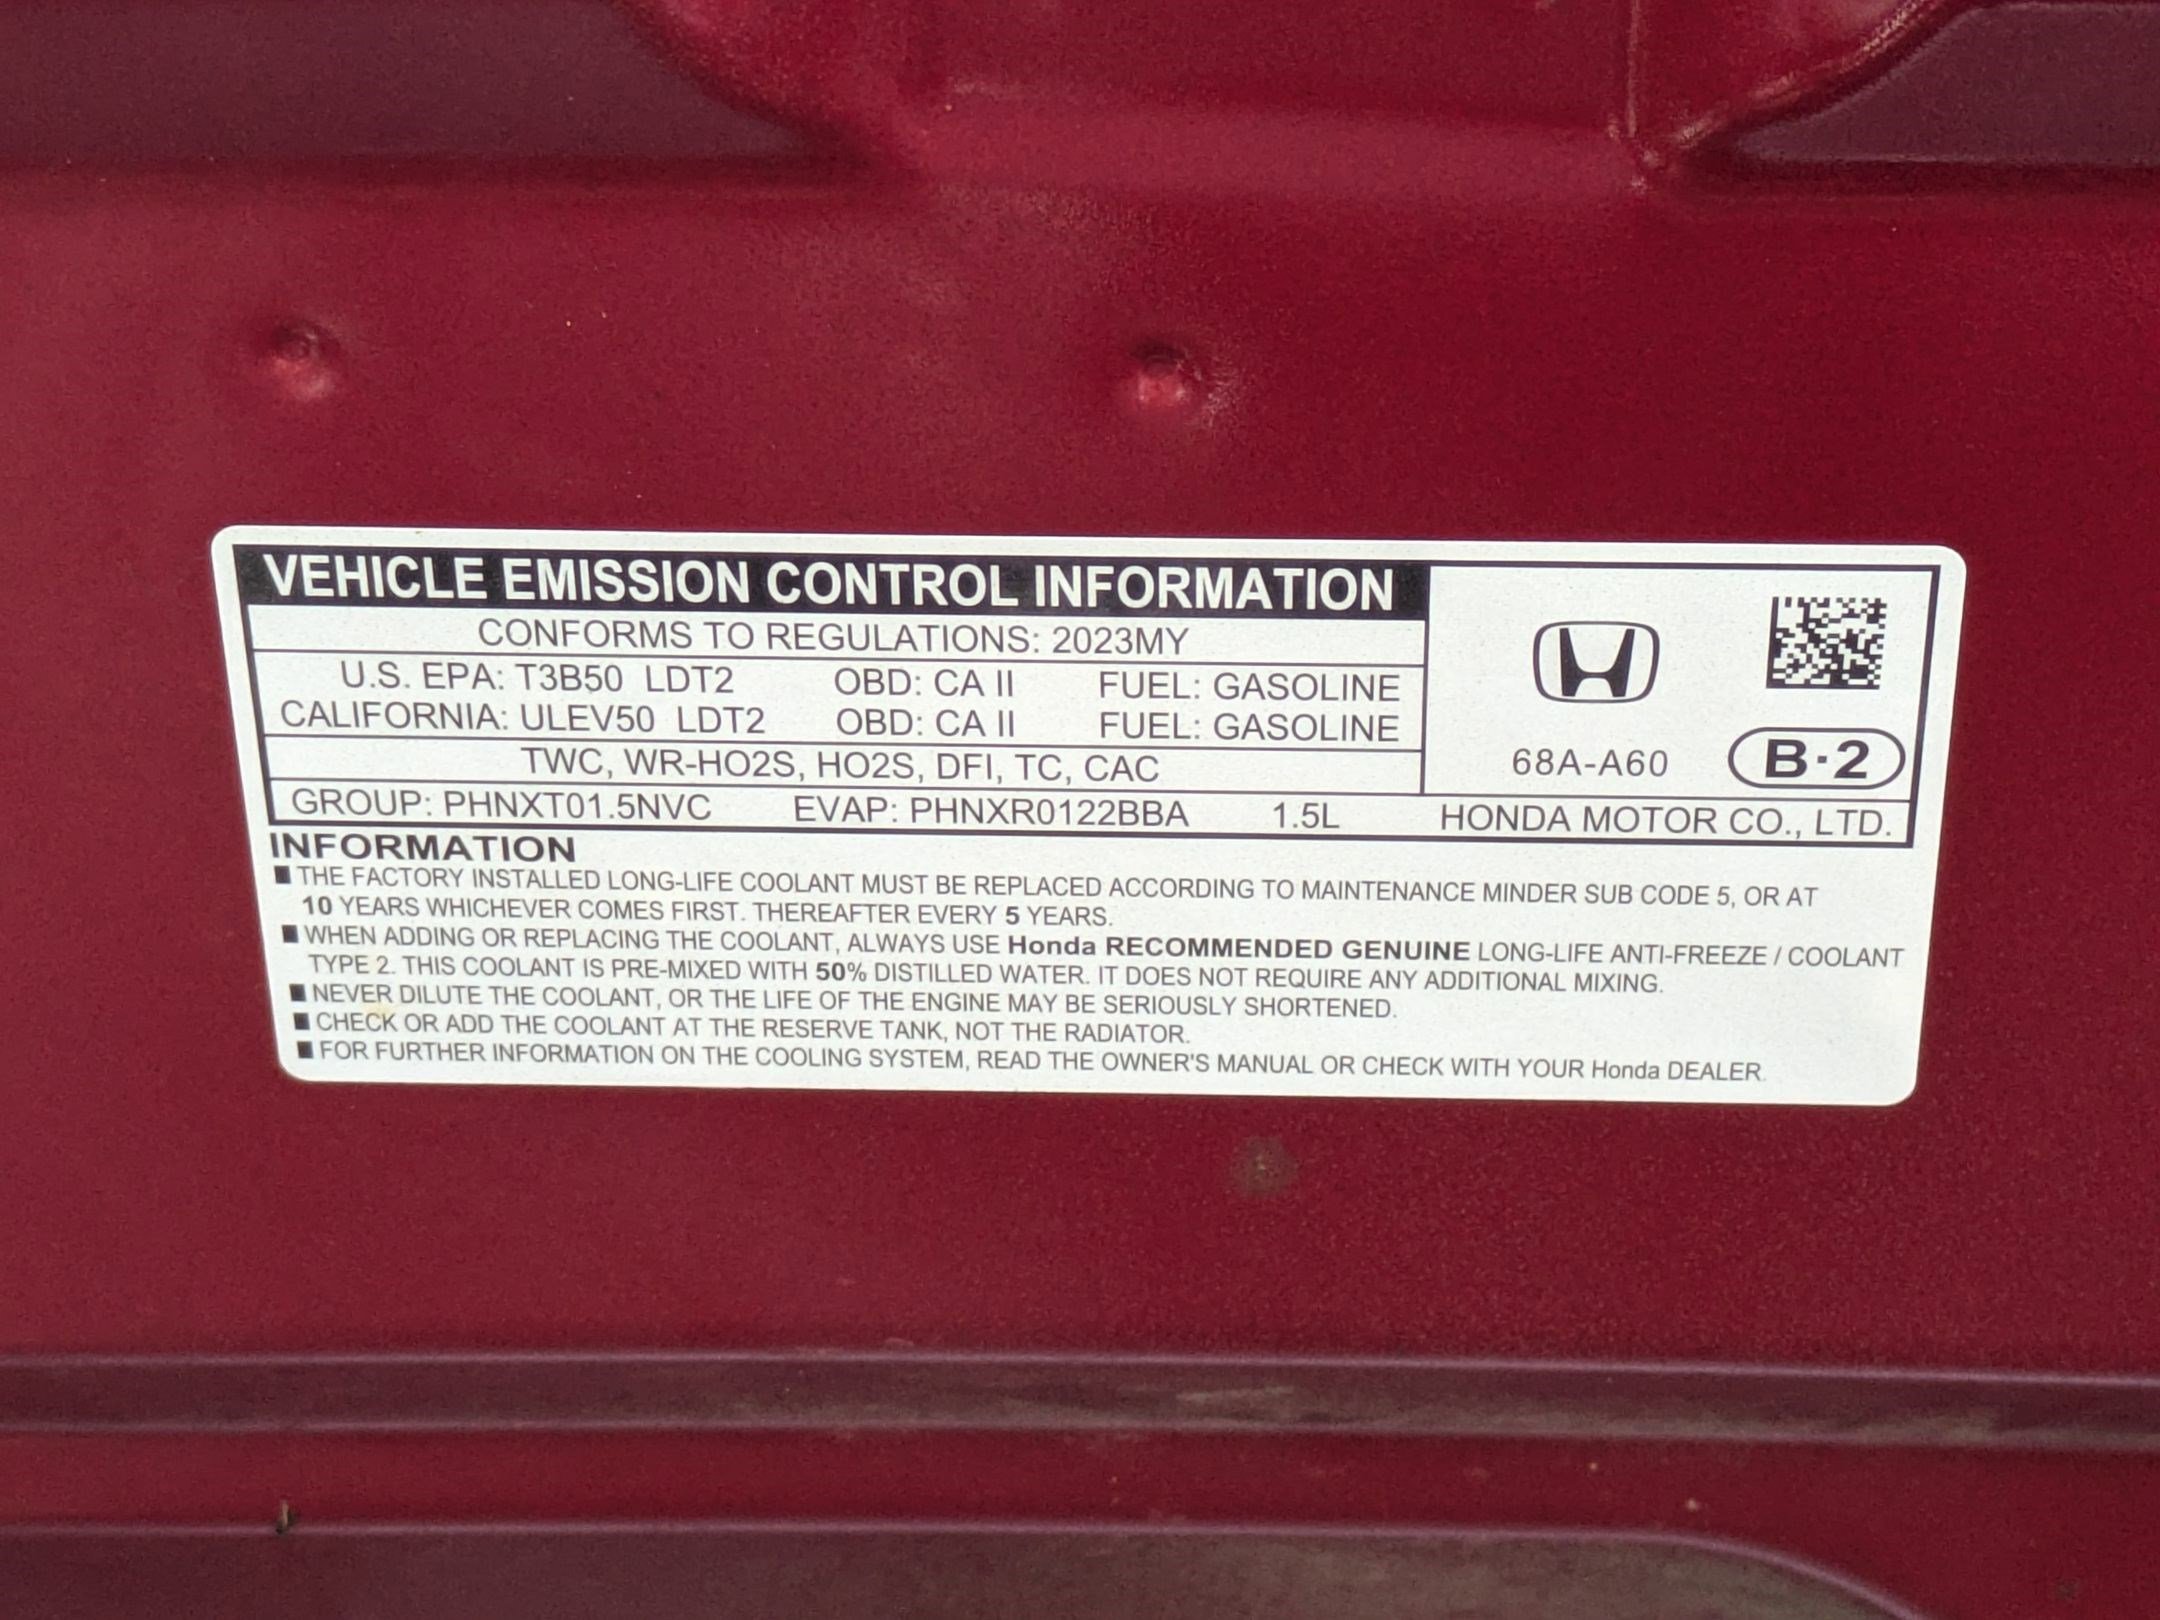 VEHICLE EMISSION CONTROL INFORMATION
CONFORMS TO REGULATIONS: 2023MY
U.S. EPA: T3B50 LDT2 OBD: CA II FUEL: GASOLINE
CALIFORNIA: ULEV50 LDT2 OBD: CA II FUEL: GASOLINE
TWC, WR-HO2S, HO2S, DFI, TC, CAC
68A-A60 B·2
GROUP: PHNXT01.5NVC EVAP: PHNXR0122BBA 1.5L HONDA MOTOR CO., LTD.
INFORMATION
■ THE FACTORY INSTALLED LONG-LIFE COOLANT MUST BE REPLACED ACCORDING TO MAINTENANCE MINDER SUB CODE 5, OR AT
10 YEARS WHICHEVER COMES FIRST. THEREAFTER EVERY 5 YEARS.
■ WHEN ADDING OR REPLACING THE COOLANT, ALWAYS USE Honda RECOMMENDED GENUINE LONG-LIFE ANTI-FREEZE / COOLANT
TYPE 2. THIS COOLANT IS PRE-MIXED WITH 50% DISTILLED WATER. IT DOES NOT REQUIRE ANY ADDITIONAL MIXING.
■ NEVER DILUTE THE COOLANT, OR THE LIFE OF THE ENGINE MAY BE SERIOUSLY SHORTENED.
■ CHECK OR ADD THE COOLANT AT THE RESERVE TANK, NOT THE RADIATOR.
■ FOR FURTHER INFORMATION ON THE COOLING SYSTEM, READ THE OWNER'S MANUAL OR CHECK WITH YOUR Honda DEALER.